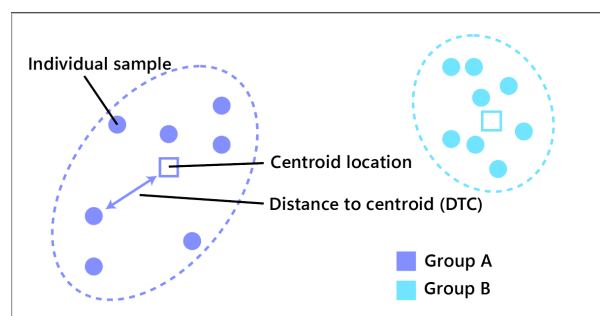 Individual sample
Centroid location
Distance to centroid (DTC)
Group A
Group B